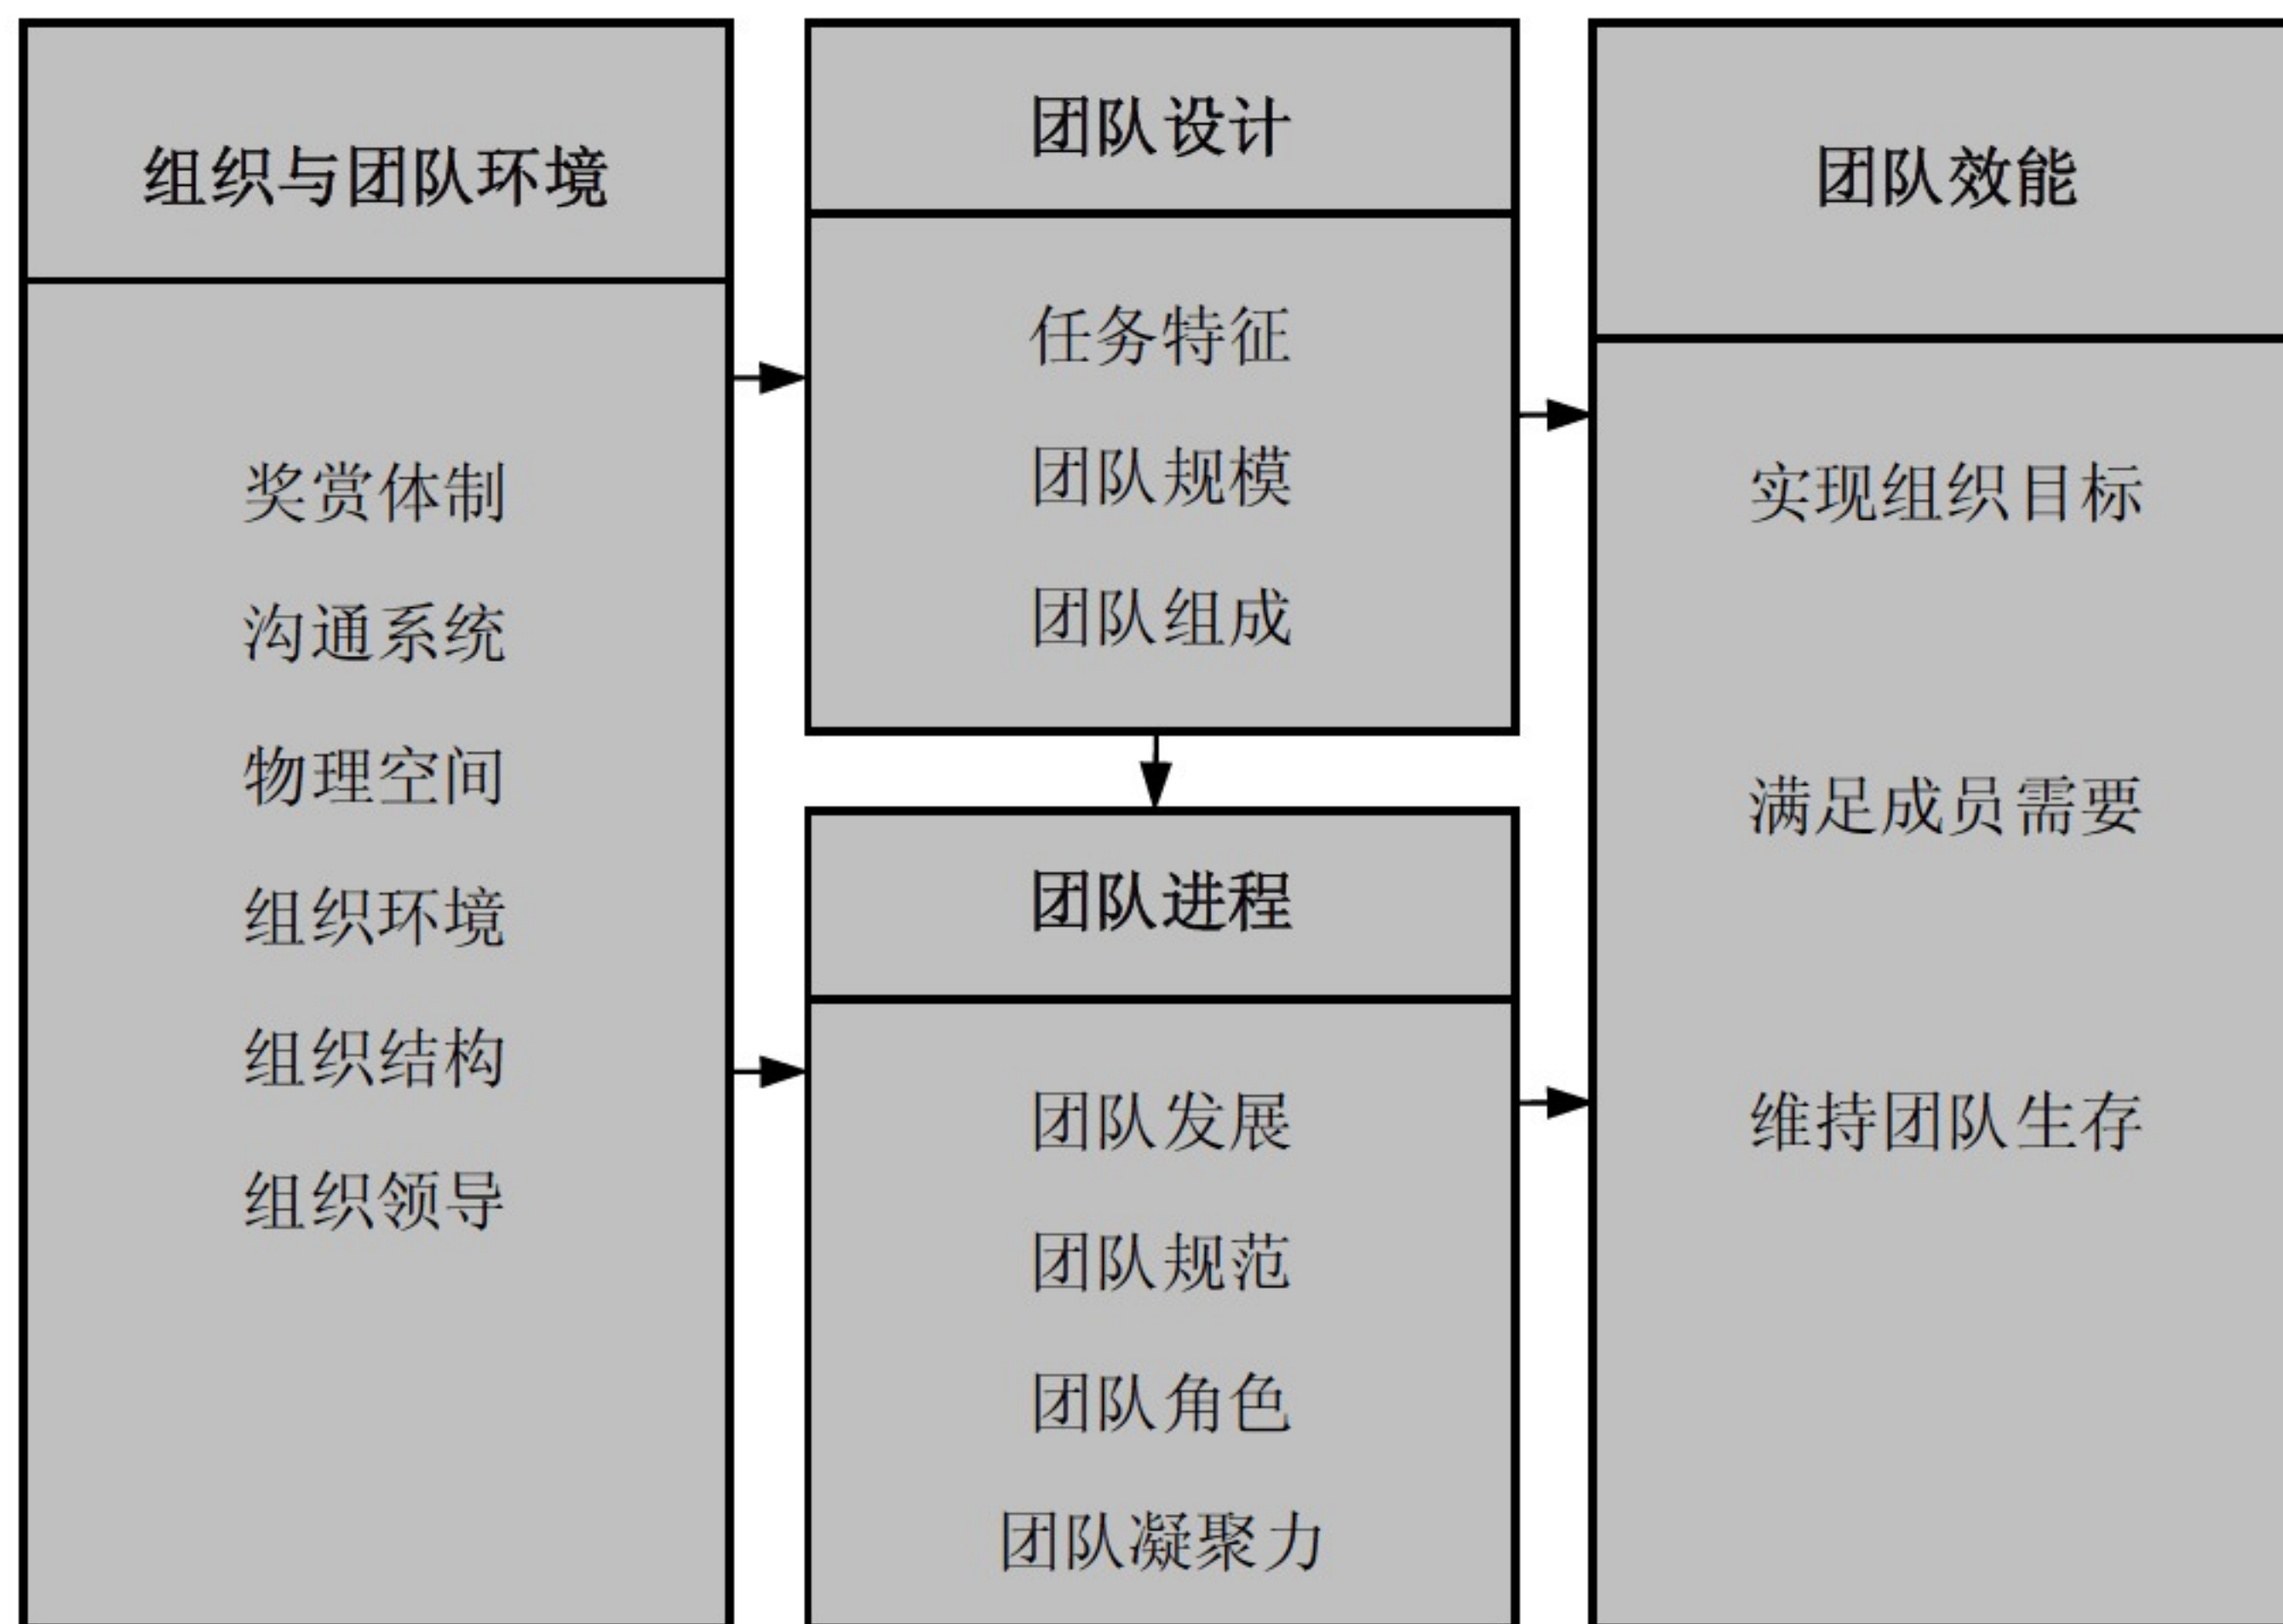 组织与团队环境
奖赏体制
沟通系统
物理空间
组织环境
组织结构
组织领导
团队设计
任务特征
团队规模
团队组成
团队进程
团队发展
团队规范
团队角色
团队凝聚力
团队效能
实现组织目标
满足成员需要
维持团队生存